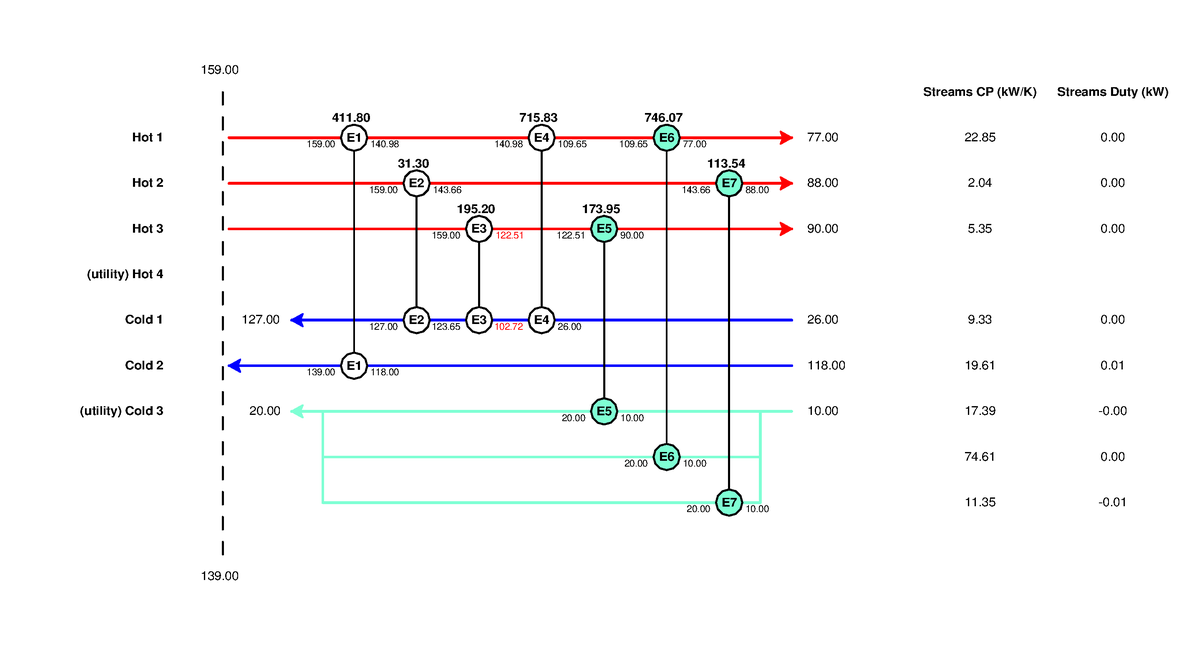 159.00
Streams CP (kW/K) Streams Duty (kW)
411.80 715.83 746.07
Hot 1 E1 E4 E6 77.00 22.85 0.00
159.00 140.98 140.98 109.65 109.65 77.00
31.30 113.54
Hot 2 E2 E7 88.00 2.04 0.00
159.00 143.66 143.66 88.00
195.20 173.95
Hot 3 E3 E5 90.00 5.35 0.00
159.00 122.51 122.51 90.00
(utility) Hot 4
Cold 1 127.00 E2 E3 E4 26.00 9.33 0.00
127.00 123.65 102.72 26.00
Cold 2 E1 118.00 19.61 0.01
139.00 118.00
(utility) Cold 3 20.00 E5 10.00 17.39 -0.00
20.00 10.00
E6 74.61 0.00
20.00 10.00
E7 11.35 -0.01
20.00 10.00
139.00